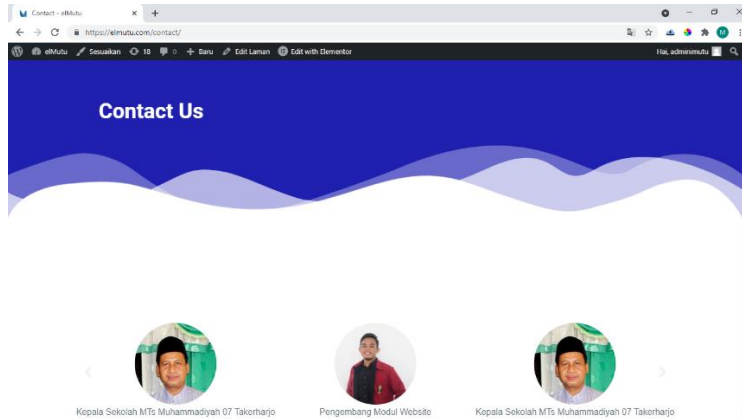 Contact - elMutu
https://elmutu.com/contact/
M
elMutu Sesuaikan 18 0 + Baru Edit Laman Edit with Elementor Hai, adminimutu
Contact Us
Kepala Sekolah MTs Muhammadiyah 07 Takerharjo
Pengembang Modul Website
Kepala Sekolah MTs Muhammadiyah 07 Takerharjo